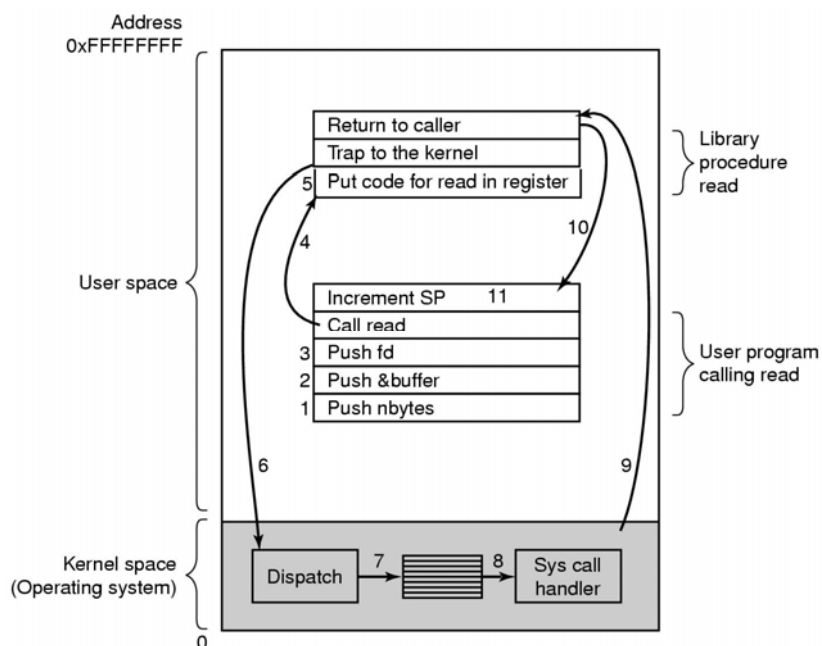 Address
0xFFFFFFFF
Return to caller
Trap to the kernel
5 Put code for read in register
Library
procedure
read
4
10
User space
Increment SP 11
Call read
3 Push fd
2 Push &buffer
1 Push nbytes
User program
calling read
6
9
Kernel space
(Operating system)
Dispatch
7
8
Sys call
handler
0